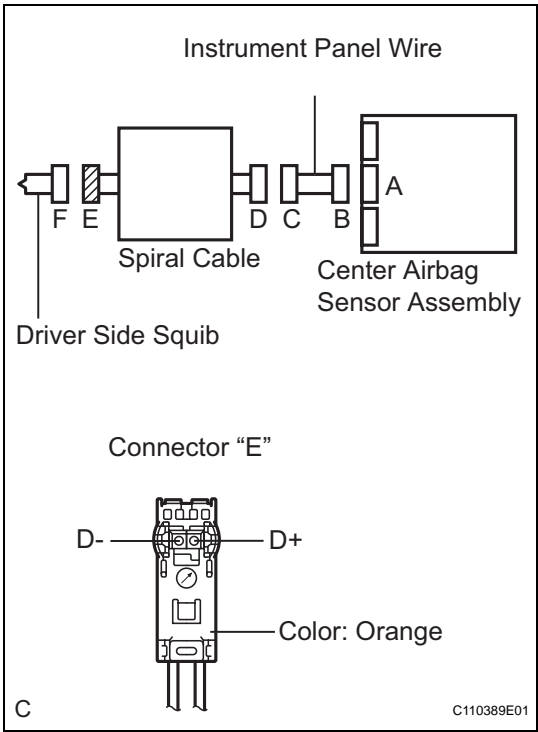 Instrument Panel Wire
A
F E D C B
Spiral Cable
Center Airbag
Sensor Assembly
Driver Side Squib
Connector “E”
D- D+
Color: Orange
C C110389E01